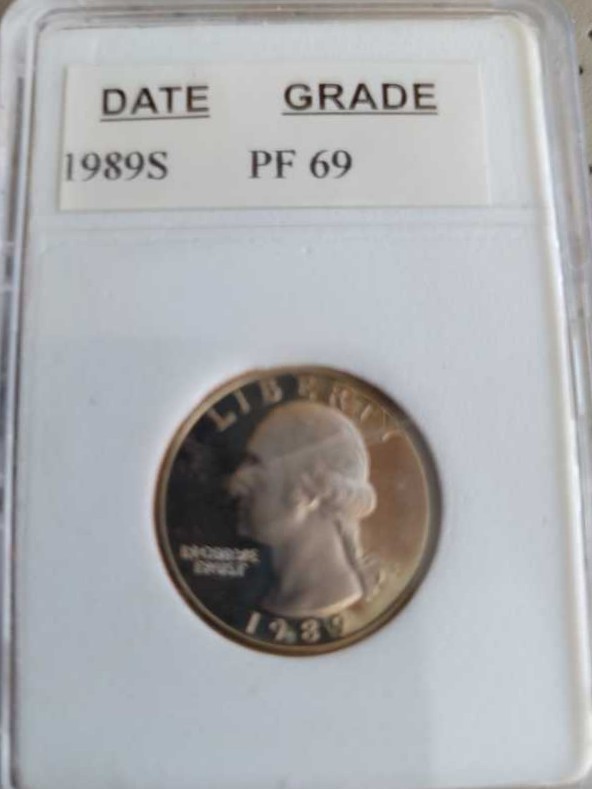 DATE GRADE
1989S PF 69
LIBERTY
1989